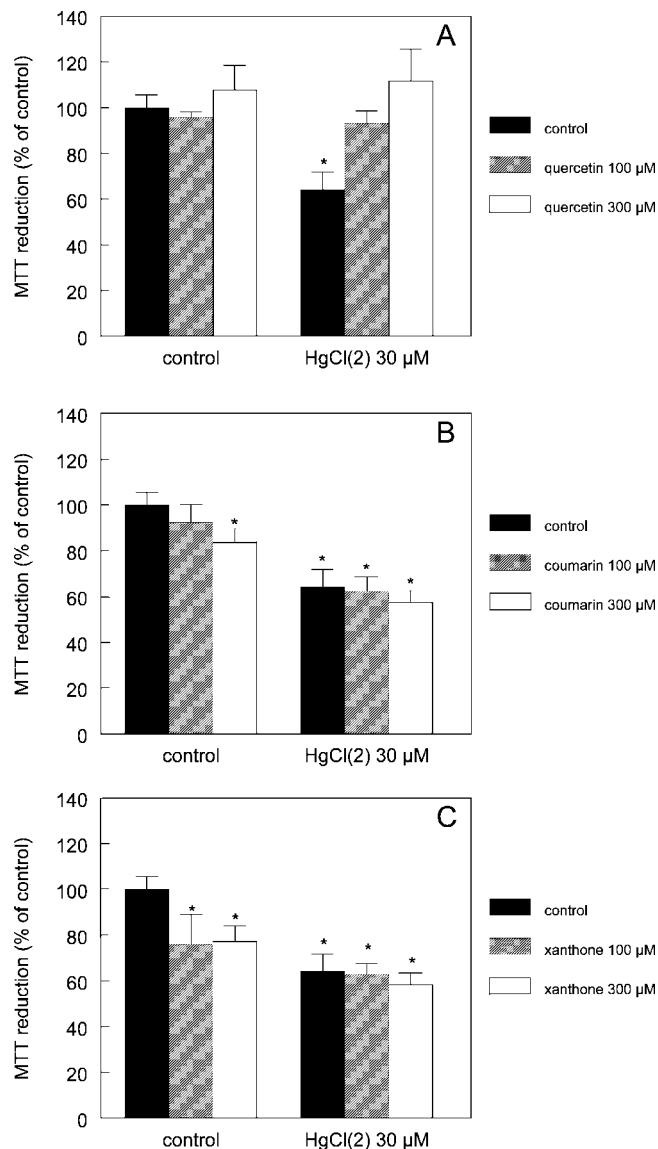 A
MTT reduction (% of control)
140
120
100
80
60
40
20
0
*
control
HgCl(2) 30 µM
control
quercetin 100 µM
quercetin 300 µM
B
MTT reduction (% of control)
140
120
100
80
60
40
20
0
*
* * *
control
HgCl(2) 30 µM
control
coumarin 100 µM
coumarin 300 µM
C
MTT reduction (% of control)
140
120
100
80
60
40
20
0
* *
* * *
control
HgCl(2) 30 µM
control
xanthone 100 µM
xanthone 300 µM